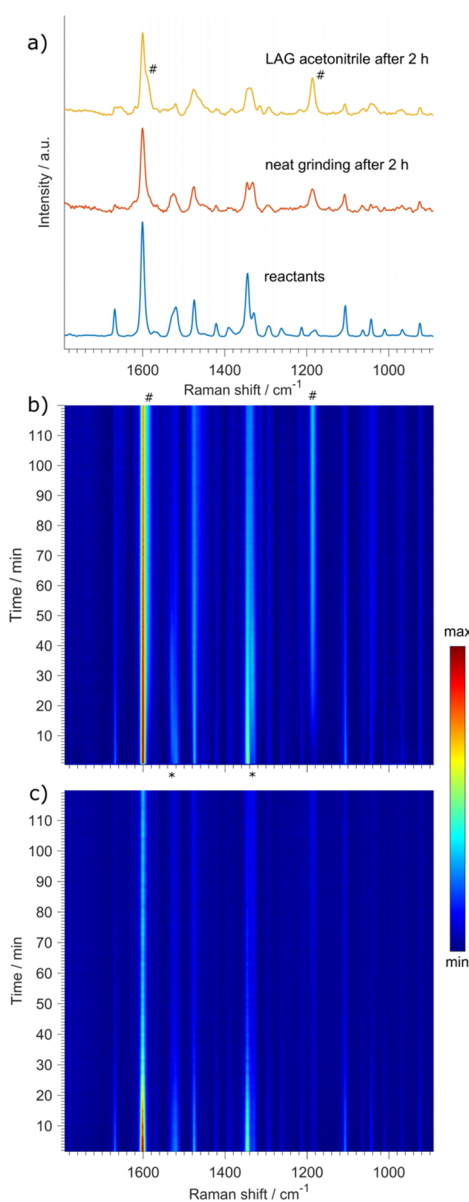 a)
LAG acetonitrile after 2 h
#
#
neat grinding after 2 h
reactants
Intensity / a.u.
1600 1400 1200 1000
Raman shift / cm-1
b)
# #
110
100
90
80
70
60
50
40
30
20
10
Time / min
max
min
* *
c)
110
100
90
80
70
60
50
40
30
20
10
Time / min
1600 1400 1200 1000
Raman shift / cm-1